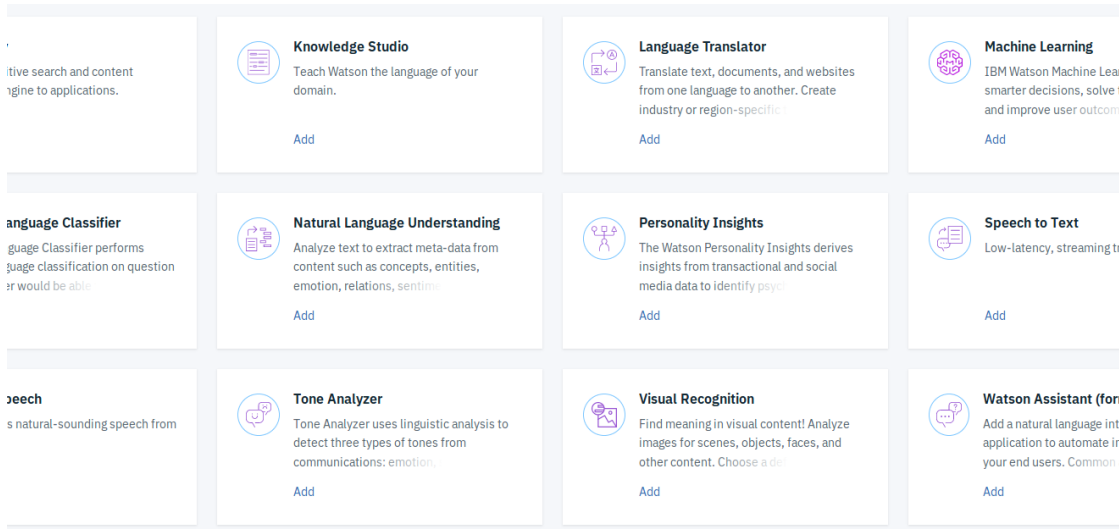 itive search and content
ngine to applications.
Knowledge Studio
Teach Watson the language of your
domain.
Add
Language Translator
Translate text, documents, and websites
from one language to another. Create
industry or region-specific
Add
Machine Learning
IBM Watson Machine Lear
smarter decisions, solve
and improve user outcom
Add
anguage Classifier
guage Classifier performs
guage classification on question
er would be able
Natural Language Understanding
Analyze text to extract meta-data from
content such as concepts, entities,
emotion, relations, sentime
Add
Personality Insights
The Watson Personality Insights derives
insights from transactional and social
media data to identify psyc
Add
Speech to Text
Low-latency, streaming tr
Add
peech
s natural-sounding speech from
Tone Analyzer
Tone Analyzer uses linguistic analysis to
detect three types of tones from
communications: emotion,
Add
Visual Recognition
Find meaning in visual content! Analyze
images for scenes, objects, faces, and
other content. Choose a de
Add
Watson Assistant (for
Add a natural language int
application to automate in
your end users. Common
Add